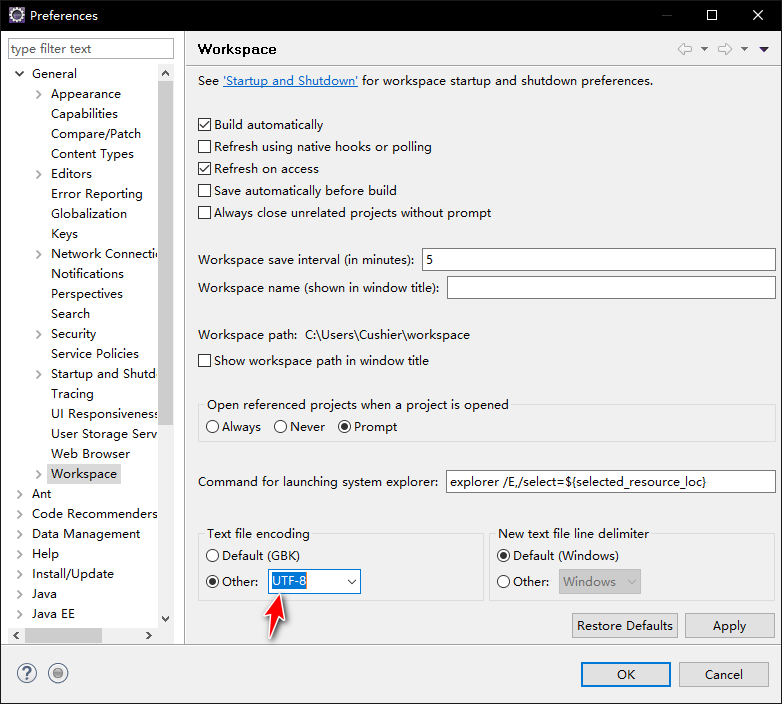 Preferences
type filter text
Workspace
General
Appearance
Capabilities
Compare/Patch
Content Types
Editors
Error Reporting
Globalization
Keys
Network Connecti
Notifications
Perspectives
Search
Security
Service Policies
Startup and Shutd
Tracing
UI Responsiveness
User Storage Serv
Web Browser
Workspace
Ant
Code Recommenders
Data Management
Help
Install/Update
Java
Java EE
See 'Startup and Shutdown' for workspace startup and shutdown preferences.
Build automatically
Refresh using native hooks or polling
Refresh on access
Save automatically before build
Always close unrelated projects without prompt
Workspace save interval (in minutes): 5
Workspace name (shown in window title):
Workspace path: C:\Users\Cushier\workspace
Show workspace path in window title
Open referenced projects when a project is opened
Always Never Prompt
Command for launching system explorer: explorer /E,/select=${selected_resource_loc}
Text file encoding
Default (GBK)
Other: UTF-8
New text file line delimiter
Default (Windows)
Other: Windows
Restore Defaults Apply
? OK Cancel